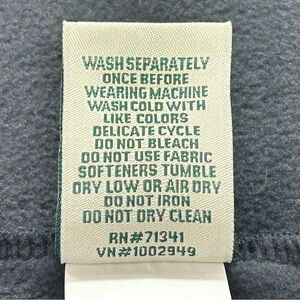 WASH SEPARATELY
ONCE BEFORE
WEARING MACHINE
WASH COLD WITH
LIKE COLORS
DELICATE CYCLE
DO NOT BLEACH
DO NOT USE FABRIC
SOFTENERS TUMBLE
DRY LOW OR AIR DRY
DO NOT IRON
DO NOT DRY CLEAN
RN#71341
VN#1002949